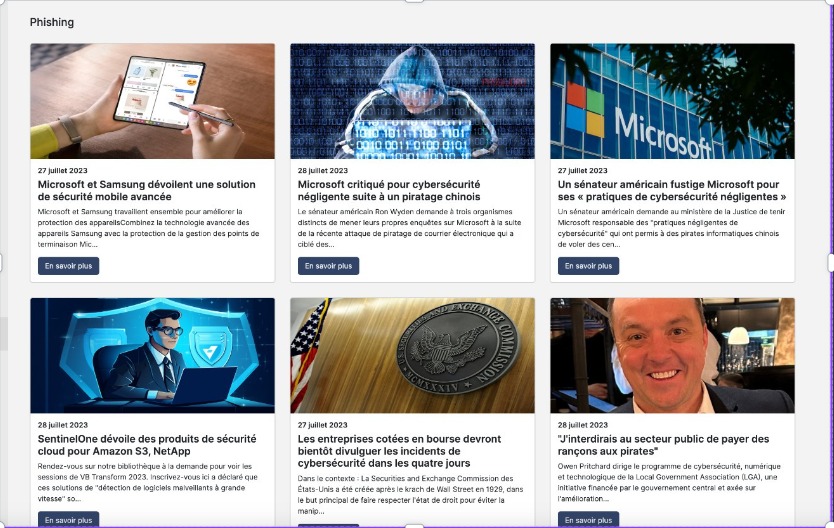 Phishing
27 juillet 2023
Microsoft et Samsung dévoilent une solution
de sécurité mobile avancée
Microsoft et Samsung travaillent ensemble pour améliorer la
protection des appareilsCombinez la technologie avancée des
appareils Samsung avec la protection de la gestion des points de
terminaison Mic...
En savoir plus
28 juillet 2023
Microsoft critiqué pour cybersécurité
négligente suite à un piratage chinois
Le sénateur américain Ron Wyden demande à trois organismes
distincts de mener leurs propres enquêtes sur Microsoft à la suite
de la récente attaque de piratage de courrier électronique qui a
ciblé des...
En savoir plus
Microsoft
27 juillet 2023
Un sénateur américain fustige Microsoft pour
ses « pratiques de cybersécurité négligentes »
Un sénateur américain demande au ministère de la Justice de tenir
Microsoft responsable des "pratiques négligentes de
cybersécurité" qui ont permis à des pirates informatiques chinois
de voler des cen...
En savoir plus
28 juillet 2023
SentinelOne dévoile des produits de sécurité
cloud pour Amazon S3, NetApp
Rendez-vous sur notre bibliothèque à la demande pour voir les
sessions de VB Transform 2023. Inscrivez-vous ici a déclaré que
ces solutions de "détection de logiciels malveillants à grande
vitesse" so...
En savoir plus
EXCHANGE COMMISSION
MCMXXXIV
27 juillet 2023
Les entreprises cotées en bourse devront
bientôt divulguer les incidents de
cybersécurité dans les quatre jours
Dans le contexte : La Securities and Exchange Commission des
États-Unis a été créée après le krach de Wall Street en 1929, dans
le but principal de faire respecter l'état de droit pour éviter la
manip...
28 juillet 2023
"J'interdirais au secteur public de payer des
rançons aux pirates"
Owen Pritchard dirige le programme de cybersécurité, numérique
et technologique de la Local Government Association (LGA), une
initiative financée par le gouvernement central et axée sur
l'amélioration...
En savoir plus